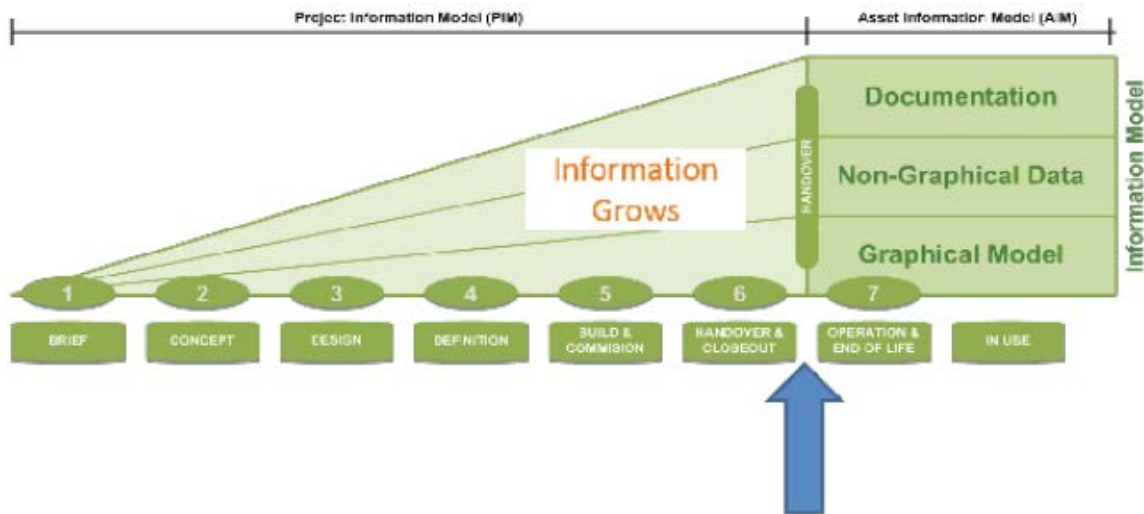 Project Information Model (PIM)
Asset Information Model (AIM)
Documentation
Non-Graphical Data
Graphical Model
Information Model
HANDOVER
Information
Grows
1
2
3
4
5
6
7
BRIEF
CONCEPT
DESIGN
DEFINITION
BUILD &
COMMISION
HANDOVER &
CLOSEOUT
OPERATION &
END OF LIFE
IN USE